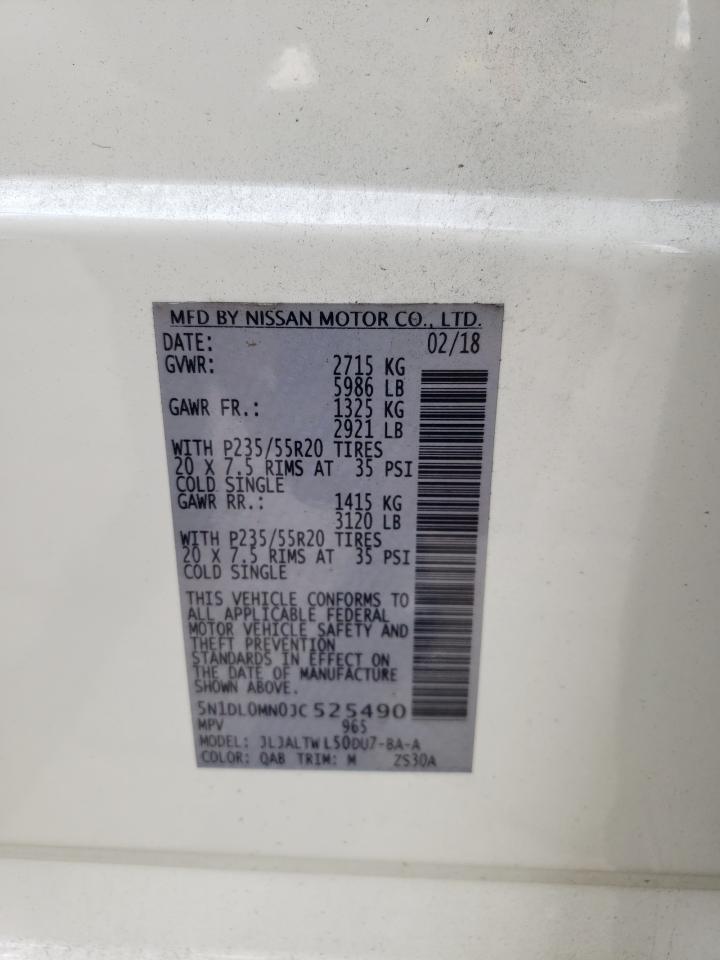 MFD BY NISSAN MOTOR CO., LTD.
DATE: 02/18
GVWR: 2715 KG
5986 LB
GAWR FR.: 1325 KG
2921 LB
WITH P235/55R20 TIRES
20 X 7.5 RIMS AT 35 PSI
COLD SINGLE
GAWR RR.: 1415 KG
3120 LB
WITH P235/55R20 TIRES
20 X 7.5 RIMS AT 35 PSI
COLD SINGLE
THIS VEHICLE CONFORMS TO
ALL APPLICABLE FEDERAL
MOTOR VEHICLE SAFETY AND
THEFT PREVENTION
STANDARDS IN EFFECT ON
THE DATE OF MANUFACTURE
SHOWN ABOVE.
5N1DL0MN0JC525490
MPV 965
MODEL: JLJALTWL50DU7-BA-A
COLOR: QAB TRIM: M ZS30A